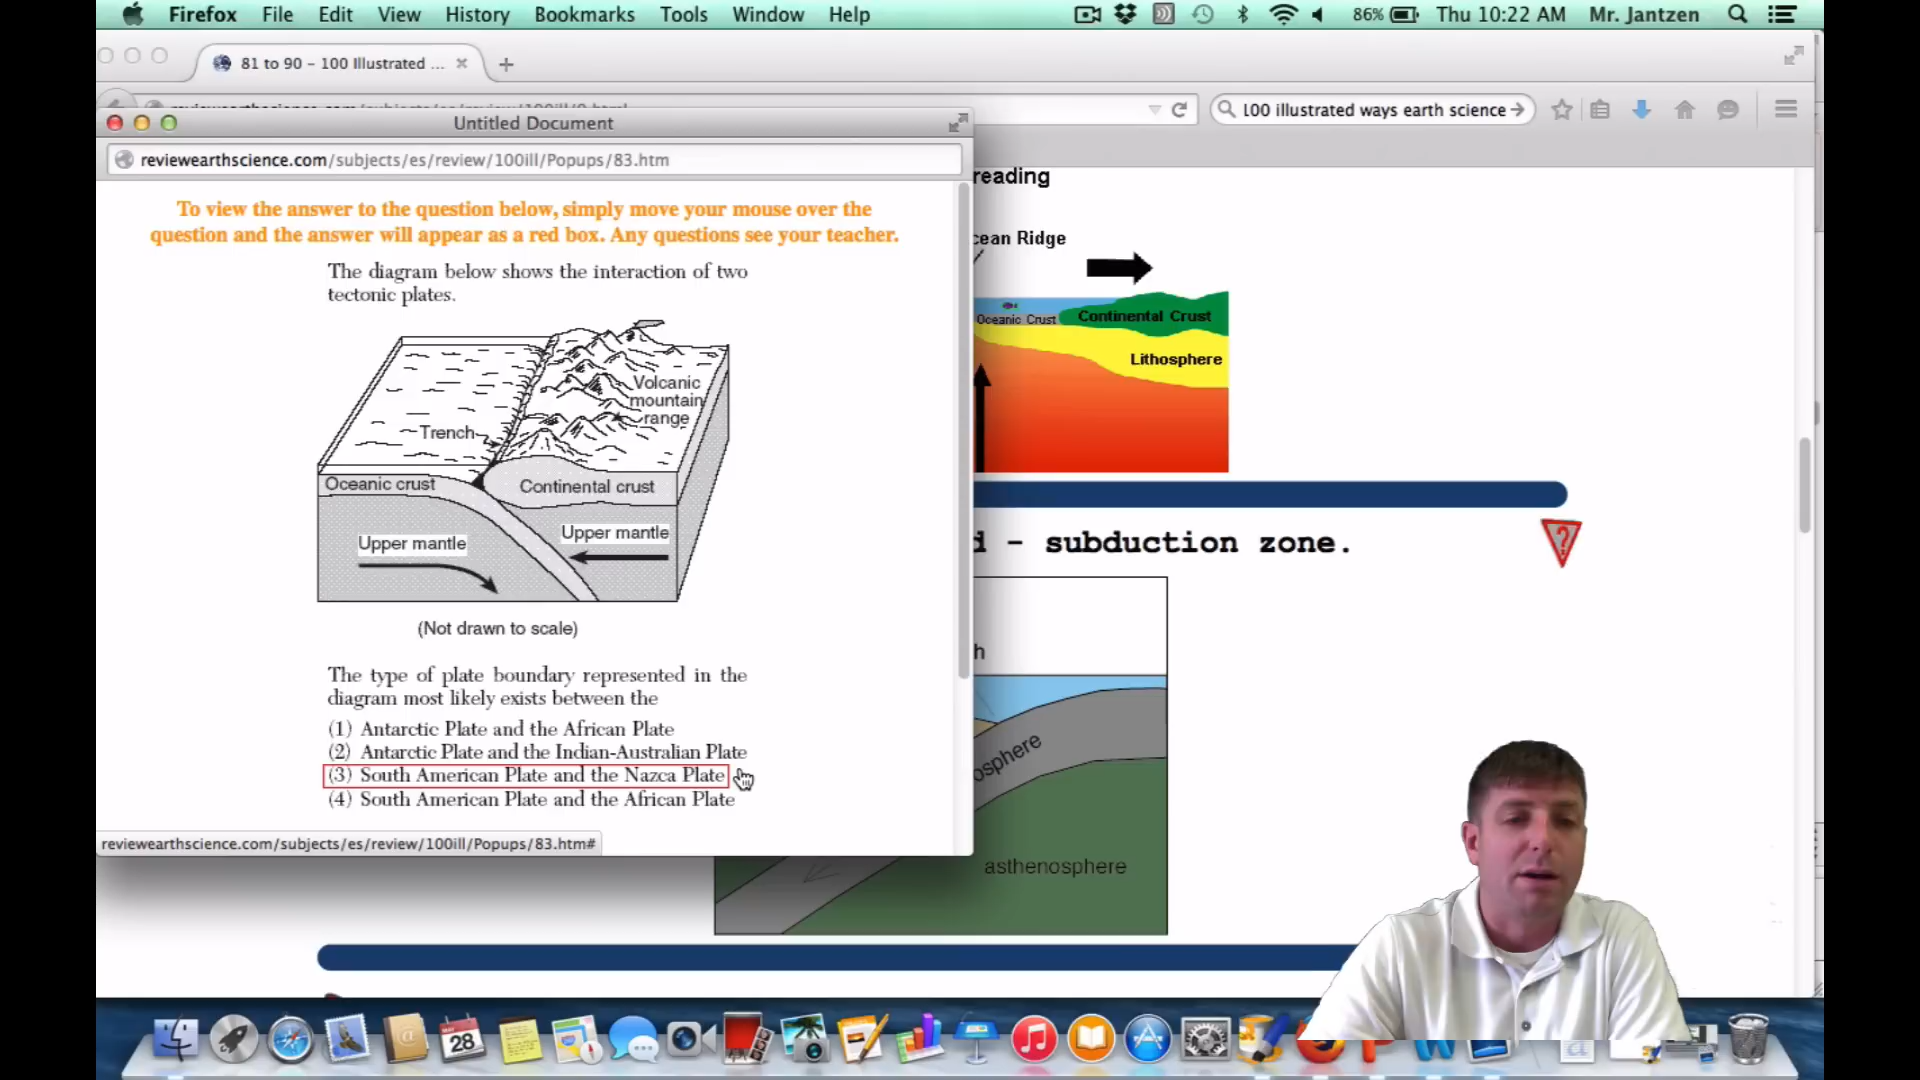 Firefox File Edit View History Bookmarks Tools Window Help 86% Thu 10:22 AM Mr. Jantzen
81 to 90 – 100 Illustrated ...
100 illustrated ways earth science
Untitled Document
reviewearthscience.com/subjects/es/review/100ill/Popups/83.htm
To view the answer to the question below, simply move your mouse over the
question and the answer will appear as a red box. Any questions see your teacher.
The diagram below shows the interaction of two
tectonic plates.
Volcanic
mountain
range
Trench
Oceanic crust
Continental crust
Upper mantle
Upper mantle
(Not drawn to scale)
The type of plate boundary represented in the
diagram most likely exists between the
(1) Antarctic Plate and the African Plate
(2) Antarctic Plate and the Indian-Australian Plate
(3) South American Plate and the Nazca Plate
(4) South American Plate and the African Plate
reviewearthscience.com/subjects/es/review/100ill/Popups/83.htm#
reading
cean Ridge
Oceanic Crust
Continental Crust
Lithosphere
d - subduction zone.
h
osphere
asthenosphere
28